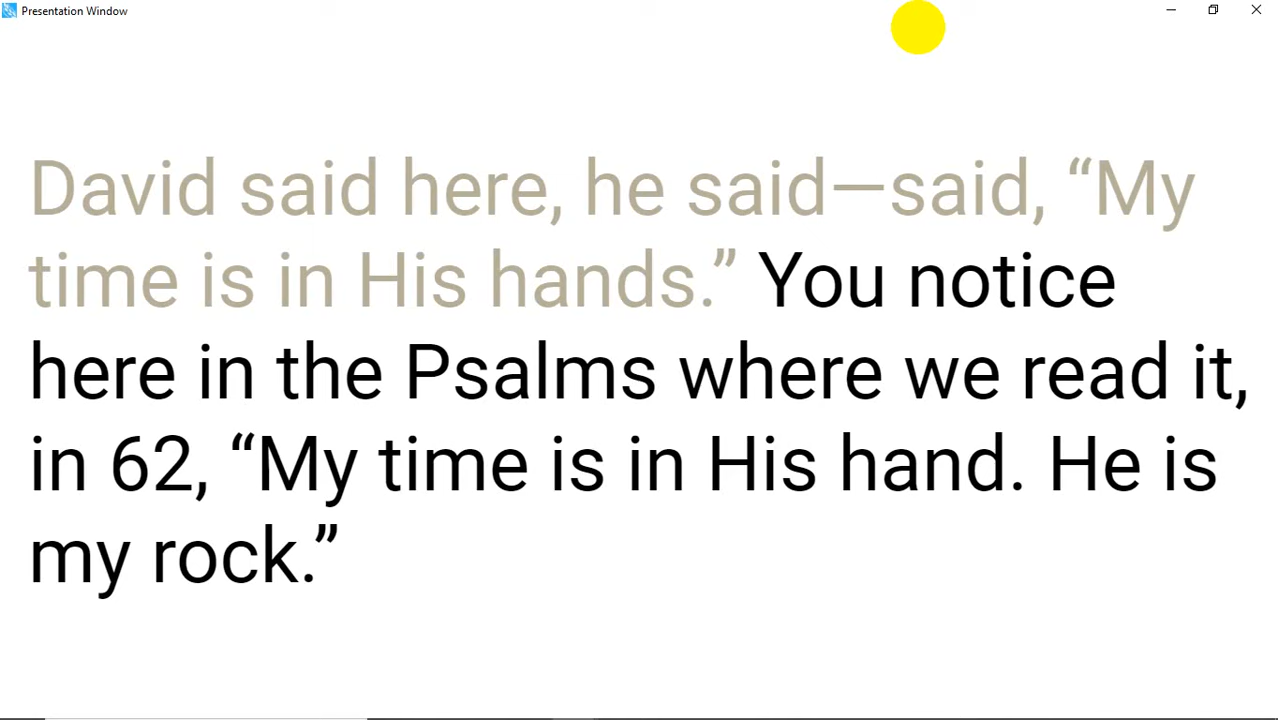 Presentation Window
David said here, he said—said, “My
time is in His hands.” You notice
here in the Psalms where we read it,
in 62, “My time is in His hand. He is
my rock.”